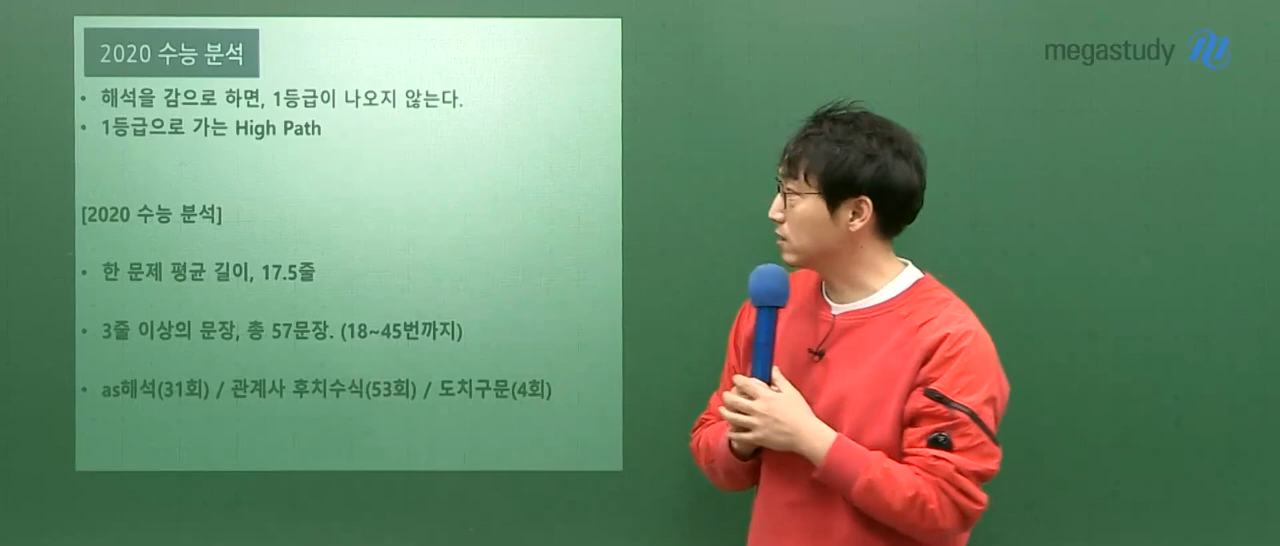 2020 수능 분석
megastudy
• 해석을 감으로 하면, 1등급이 나오지 않는다.
• 1등급으로 가는 High Path
[2020 수능 분석]
• 한 문제 평균 길이, 17.5줄
• 3줄 이상의 문장, 총 57문장. (18~45번까지)
• as해석(31회) / 관계사 후치수식(53회) / 도치구문(4회)